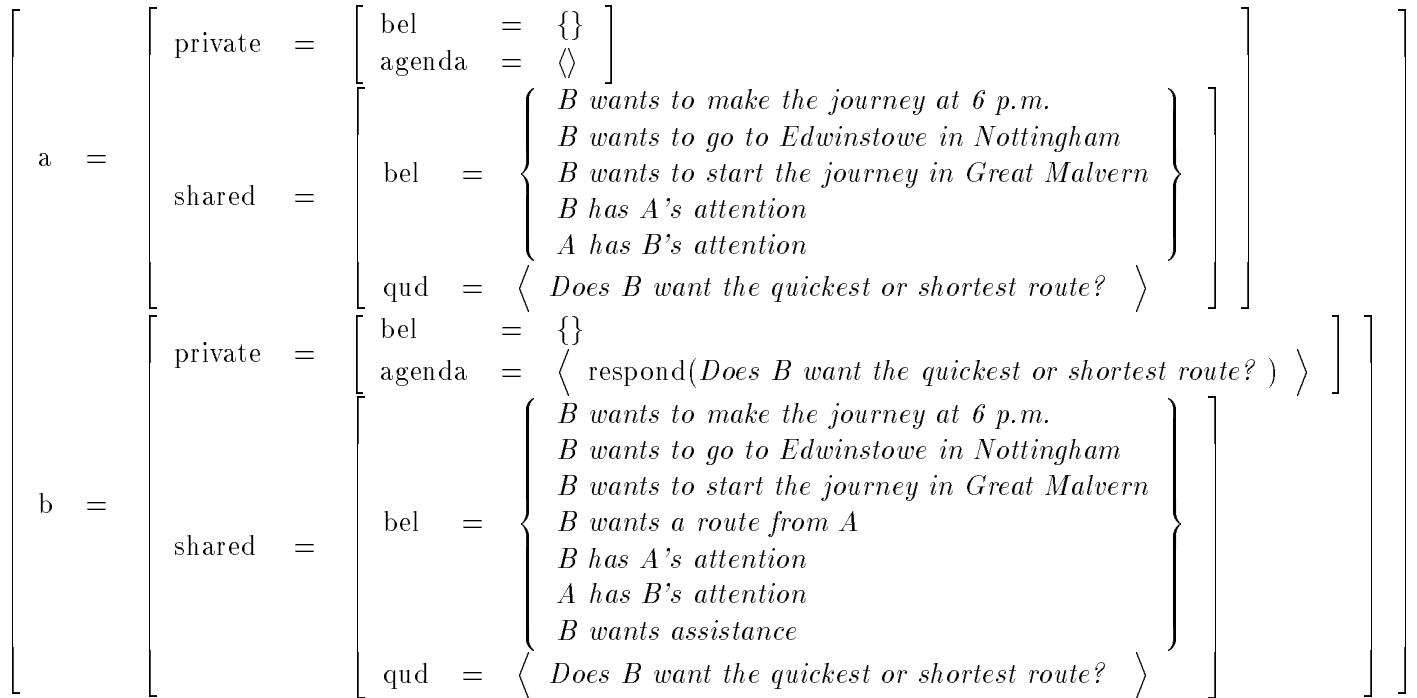 bel = {}
private =
agenda = ⟨⟩
B wants to make the journey at 6 p.m.
B wants to go to Edwinstowe in Nottingham
a = bel = B wants to start the journey in Great Malvern
shared = B has A's attention
A has B's attention
qud = ⟨ Does B want the quickest or shortest route? ⟩
bel = {}
private =
agenda = ⟨ respond(Does B want the quickest or shortest route? ) ⟩
B wants to make the journey at 6 p.m.
B wants to go to Edwinstowe in Nottingham
b = B wants to start the journey in Great Malvern
bel = B wants a route from A
shared = B has A's attention
A has B's attention
B wants assistance
qud = ⟨ Does B want the quickest or shortest route? ⟩